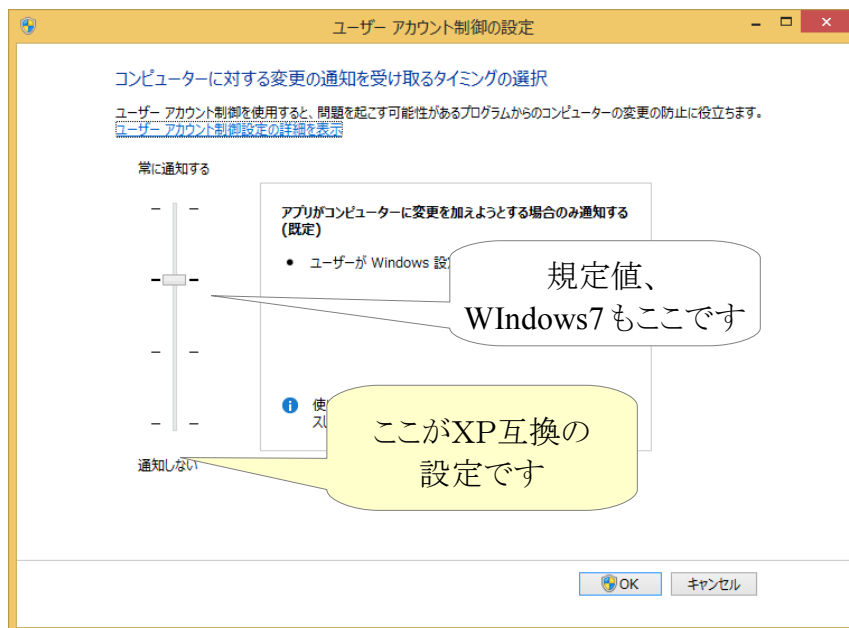 ユーザー アカウント制御の設定
コンピューターに対する変更の通知を受け取るタイミングの選択
ユーザー アカウント制御を使用すると、問題を起こす可能性があるプログラムからのコンピューターの変更の防止に役立ちます。
ユーザー アカウント制御設定の詳細を表示
常に通知する
アプリがコンピューターに変更を加えようとする場合のみ通知する
(既定)
• ユーザーが Windows
規定値、
WIndows7もここです
使
ここがXP互換の
設定です
通知しない
OK
キャンセル